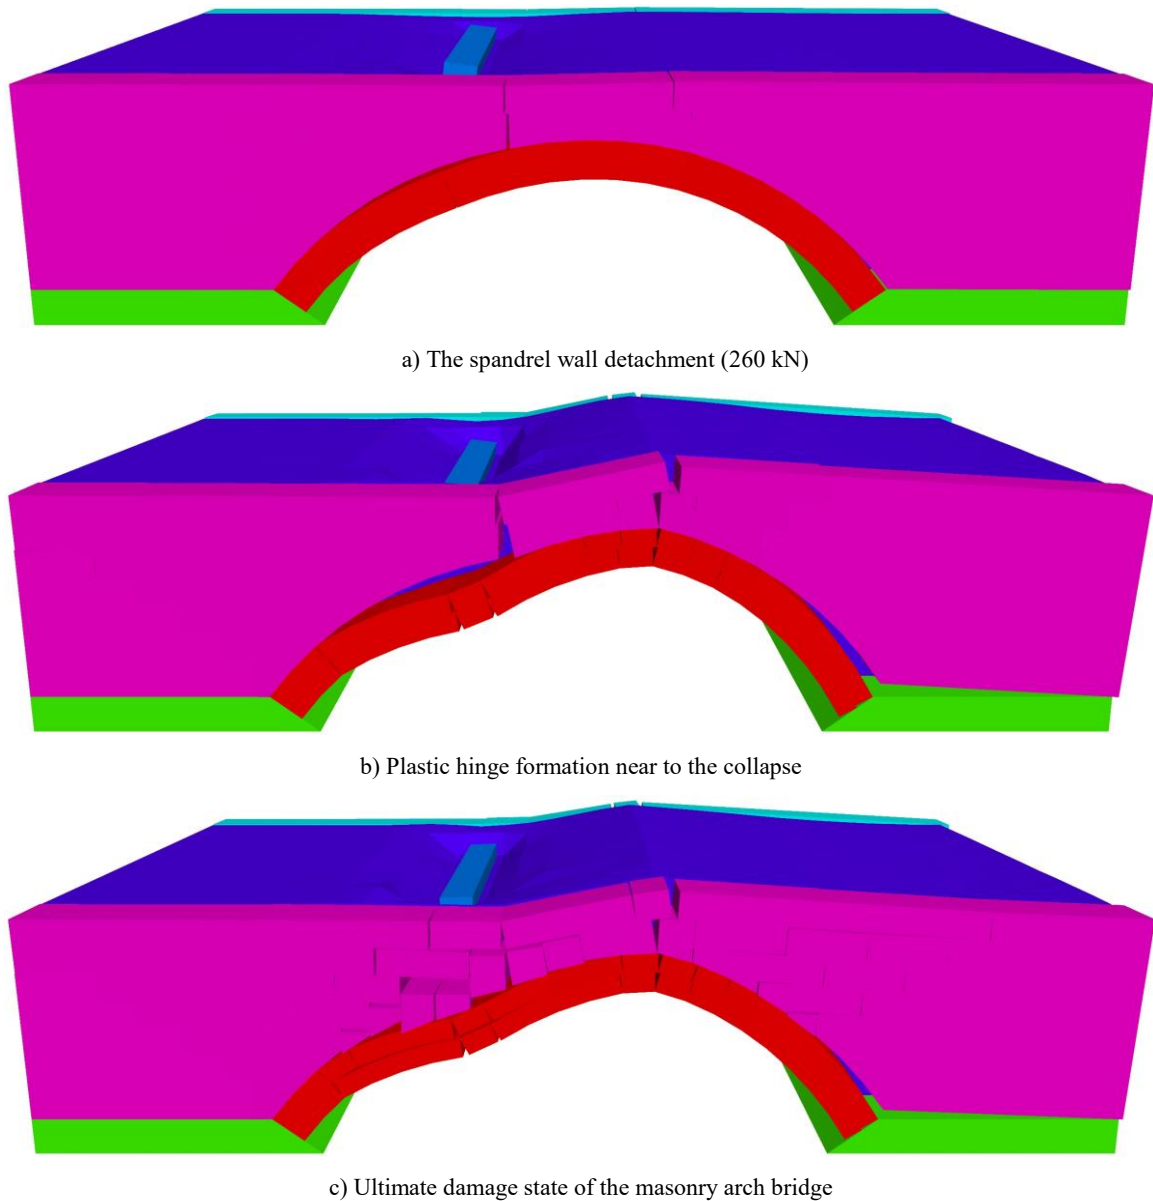 a) The spandrel wall detachment (260 kN)
b) Plastic hinge formation near to the collapse
c) Ultimate damage state of the masonry arch bridge